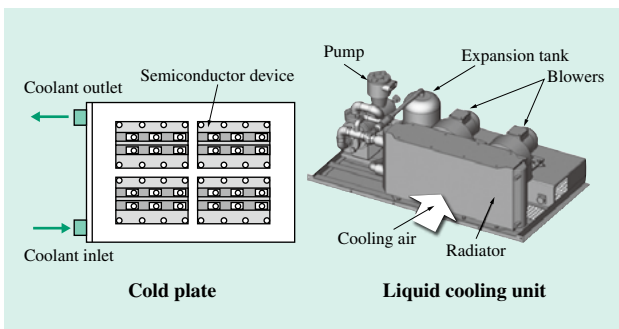 Coolant outlet
Semiconductor device
Coolant inlet
Cold plate
Pump
Expansion tank
Blowers
Cooling air
Radiator
Liquid cooling unit